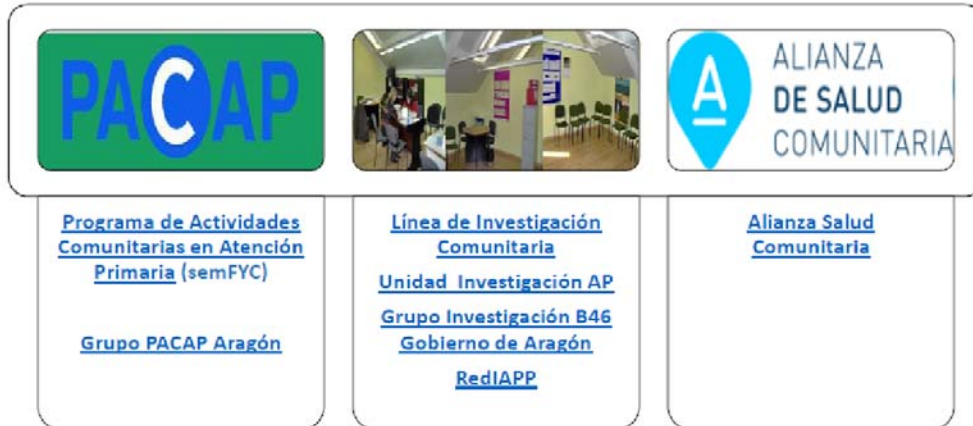 PACAP
ALIANZA
DE SALUD
COMUNITARIA
A
Programa de Actividades
Comunitarias en Atención
Primaria (semFYC)
Grupo PACAP Aragón
Línea de Investigación
Comunitaria
Unidad Investigación AP
Grupo Investigación B46
Gobierno de Aragón
RedIAPP
Alianza Salud
Comunitaria